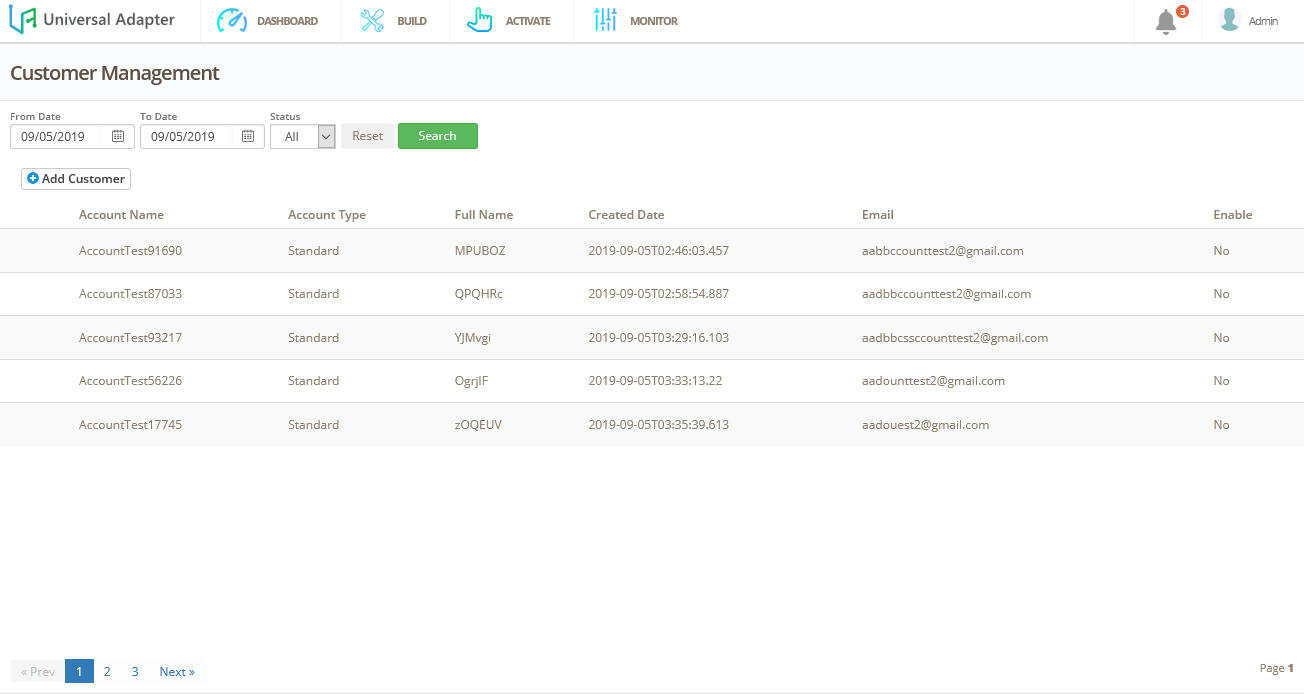 Universal Adapter DASHBOARD BUILD ACTIVATE MONITOR 3 Admin
Customer Management
From Date To Date Status
09/05/2019 09/05/2019 All Reset Search
Add Customer
Account Name Account Type Full Name Created Date Email Enable
AccountTest91690 Standard MPUBOZ 2019-09-05T02:46:03.457 aabbccounttest2@gmail.com No
AccountTest87033 Standard QPQHRc 2019-09-05T02:58:54.887 aadbbccounttest2@gmail.com No
AccountTest93217 Standard YJMvgi 2019-09-05T03:29:16.103 aadbbcssccounttest2@gmail.com No
AccountTest56226 Standard OgrjIF 2019-09-05T03:33:13.22 aadounttest2@gmail.com No
AccountTest17745 Standard zOQEUV 2019-09-05T03:35:39.613 aadouest2@gmail.com No
« Prev 1 2 3 Next » Page 1